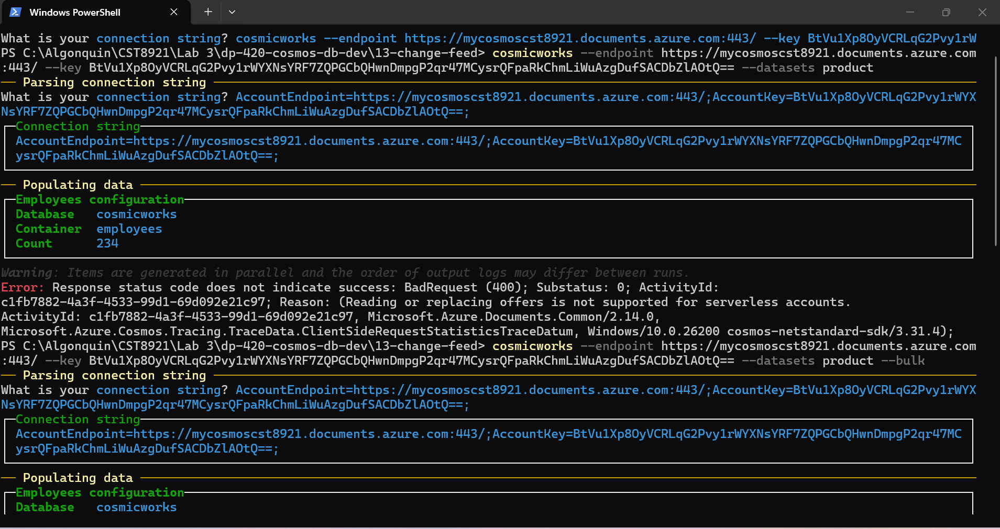 Windows PowerShell
What is your connection string? cosmicworks --endpoint https://mycosmoscst8921.documents.azure.com:443/ --key BtVu1Xp8OyVCRLqG2Pvy1rW
PS C:\Algonquin\CST8921\Lab 3\dp-420-cosmos-db-dev\13-change-feed> cosmicworks --endpoint https://mycosmoscst8921.documents.azure.com
:443/ --key BtVu1Xp8OyVCRLqG2Pvy1rWYXNsYRF7ZQPGCbQHwnDmpgP2qr47MCysrQFpaRkChmLiWuAzgDufSACDbZlAOtQ== --datasets product
Parsing connection string
What is your connection string? AccountEndpoint=https://mycosmoscst8921.documents.azure.com:443/;AccountKey=BtVu1Xp8OyVCRLqG2Pvy1rWYX
NsYRF7ZQPGCbQHwnDmpgP2qr47MCysrQFpaRkChmLiWuAzgDufSACDbZlAOtQ==;
Connection string
AccountEndpoint=https://mycosmoscst8921.documents.azure.com:443/;AccountKey=BtVu1Xp8OyVCRLqG2Pvy1rWYXNsYRF7ZQPGCbQHwnDmpgP2qr47MC
ysrQFpaRkChmLiWuAzgDufSACDbZlAOtQ==;
Populating data
Employees configuration
Database cosmicworks
Container employees
Count 234
Warning: Items are generated in parallel and the order of output logs may differ between runs.
Error: Response status code does not indicate success: BadRequest (400); Substatus: 0; ActivityId:
c1fb7882-4a3f-4533-99d1-69d092e21c97; Reason: (Reading or replacing offers is not supported for serverless accounts.
ActivityId: c1fb7882-4a3f-4533-99d1-69d092e21c97, Microsoft.Azure.Documents.Common/2.14.0,
Microsoft.Azure.Cosmos.Tracing.TraceData.ClientSideRequestStatisticsTraceDatum, Windows/10.0.26200 cosmos-netstandard-sdk/3.31.4);
PS C:\Algonquin\CST8921\Lab 3\dp-420-cosmos-db-dev\13-change-feed> cosmicworks --endpoint https://mycosmoscst8921.documents.azure.com
:443/ --key BtVu1Xp8OyVCRLqG2Pvy1rWYXNsYRF7ZQPGCbQHwnDmpgP2qr47MCysrQFpaRkChmLiWuAzgDufSACDbZlAOtQ== --datasets product --bulk
Parsing connection string
What is your connection string? AccountEndpoint=https://mycosmoscst8921.documents.azure.com:443/;AccountKey=BtVu1Xp8OyVCRLqG2Pvy1rWYX
NsYRF7ZQPGCbQHwnDmpgP2qr47MCysrQFpaRkChmLiWuAzgDufSACDbZlAOtQ==;
Connection string
AccountEndpoint=https://mycosmoscst8921.documents.azure.com:443/;AccountKey=BtVu1Xp8OyVCRLqG2Pvy1rWYXNsYRF7ZQPGCbQHwnDmpgP2qr47MC
ysrQFpaRkChmLiWuAzgDufSACDbZlAOtQ==;
Populating data
Employees configuration
Database cosmicworks